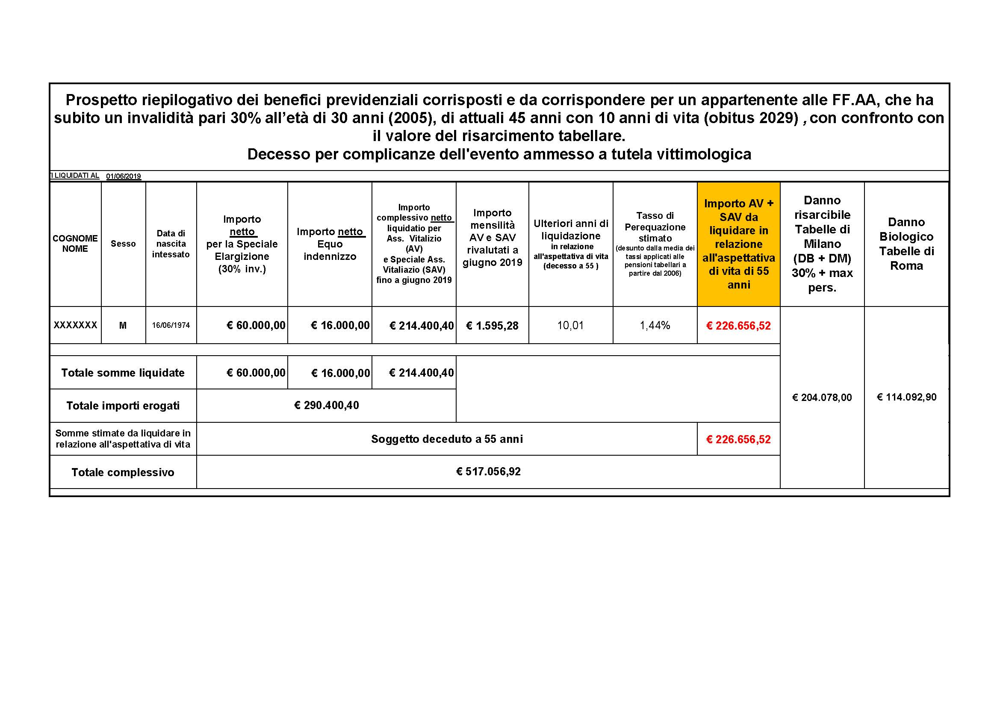 Prospetto riepilogativo dei benefici previdenziali corrisposti e da corrispondere per un appartenente alle FF.AA, che ha
subito un invalidità pari 30% all’età di 30 anni (2005), di attuali 45 anni con 10 anni di vita (obitus 2029) , con confronto con
il valore del risarcimento tabellare.
Decesso per complicanze dell'evento ammesso a tutela vittimologica
TI LIQUIDATI AL 01/06/2019
COGNOME
NOME
Sesso
Data di
nascita
intessato
Importo
netto
per la Speciale
Elargizione
(30% inv.)
Importo netto
Equo
indennizzo
Importo
complessivo netto
liquidatio per
Ass. Vitalizio
(AV)
e Speciale Ass.
Vitaliazio (SAV)
fino a giugno 2019
Importo
mensilità
AV e SAV
rivalutati a
giugno 2019
Ulteriori anni di
liquidazione
in relazione
all'aspettativa di vita
(decesso a 55 )
Tasso di
Perequazione
stimato
(desunto dalla media dei
tassi applicati alle
pensioni tabellari a
partire dal 2006)
Importo AV +
SAV da
liquidare in
relazione
all'aspettativa
di vita di 55
anni
Danno
risarcibile
Tabelle di
Milano
(DB + DM)
30% + max
pers.
Danno
Biologico
Tabelle di
Roma
XXXXXXX M 16/06/1974 € 60.000,00 € 16.000,00 € 214.400,40 € 1.595,28 10,01 1,44% € 226.656,52
Totale somme liquidate € 60.000,00 € 16.000,00 € 214.400,40
Totale importi erogati € 290.400,40
€ 204.078,00 € 114.092,90
Somme stimate da liquidare in
relazione all'aspettativa di vita
Soggetto deceduto a 55 anni € 226.656,52
Totale complessivo € 517.056,92